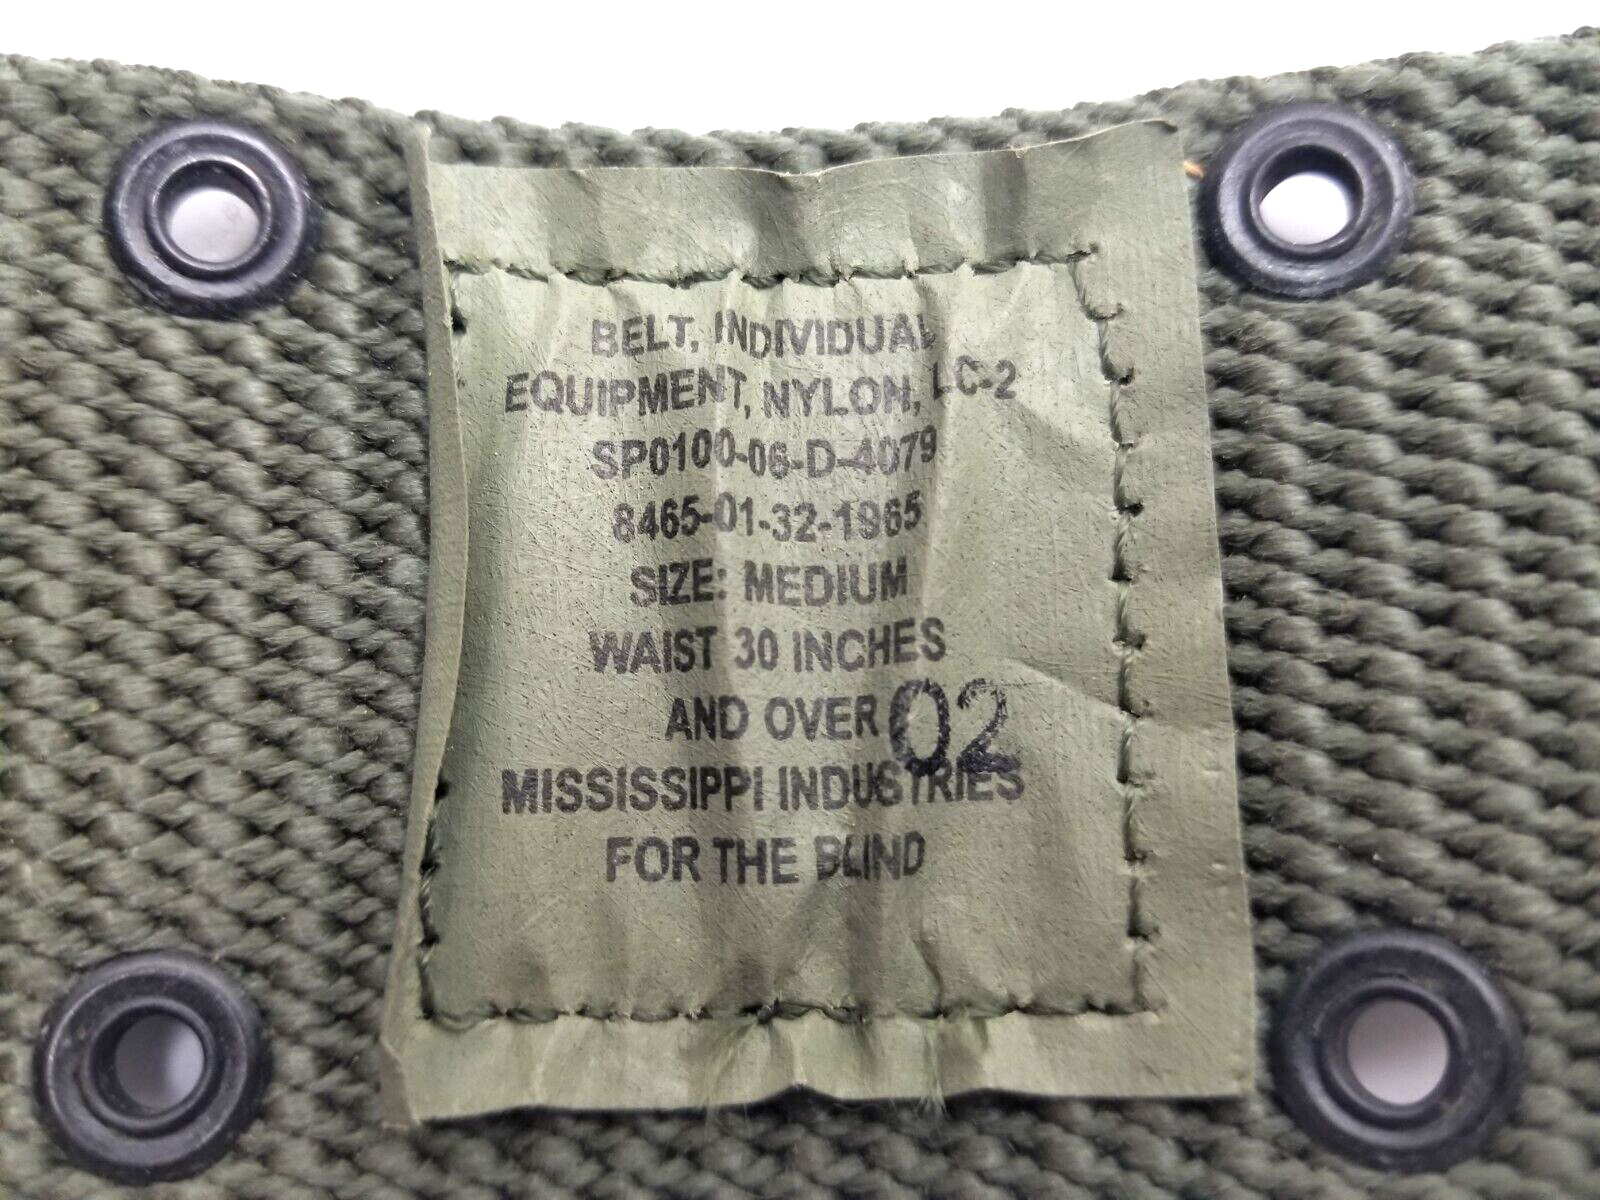 BELT, INDIVIDUAL
EQUIPMENT, NYLON, LC-2
SP0100-06-D-4079
8465-01-32-1965
SIZE: MEDIUM
WAIST 30 INCHES
AND OVER 02
MISSISSIPPI INDUSTRIES
FOR THE BLIND